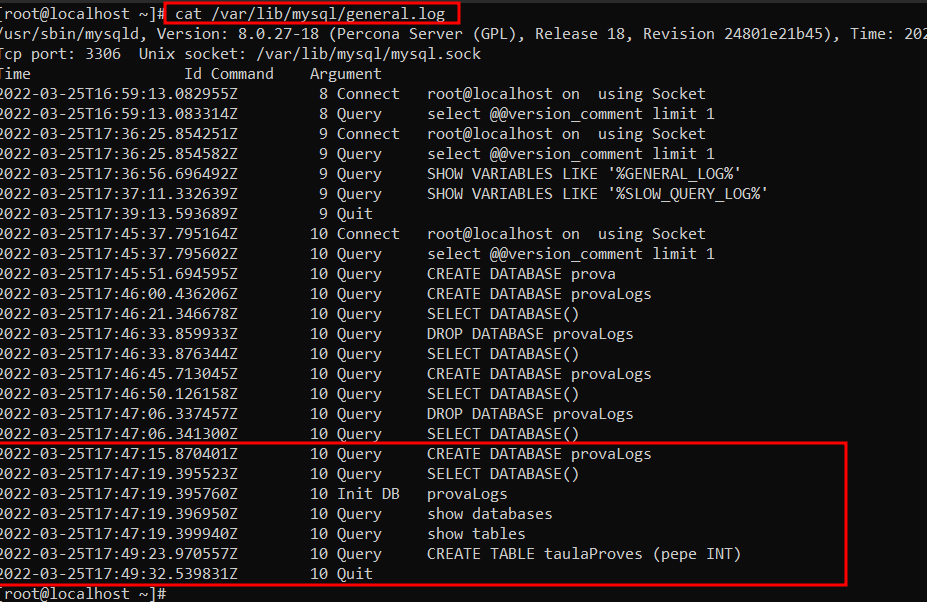 [root@localhost ~]# cat /var/lib/mysql/general.log
/usr/sbin/mysqld, Version: 8.0.27-18 (Percona Server (GPL), Release 18, Revision 24801e21b45), Time: 202
Tcp port: 3306  Unix socket: /var/lib/mysql/mysql.sock
Time                 Id Command    Argument
2022-03-25T16:59:13.082955Z         8 Connect   root@localhost on  using Socket
2022-03-25T16:59:13.083314Z         8 Query     select @@version_comment limit 1
2022-03-25T17:36:25.854251Z         9 Connect   root@localhost on  using Socket
2022-03-25T17:36:25.854582Z         9 Query     select @@version_comment limit 1
2022-03-25T17:36:56.696492Z         9 Query     SHOW VARIABLES LIKE '%GENERAL_LOG%'
2022-03-25T17:37:11.332639Z         9 Query     SHOW VARIABLES LIKE '%SLOW_QUERY_LOG%'
2022-03-25T17:39:13.593689Z         9 Quit
2022-03-25T17:45:37.795164Z        10 Connect   root@localhost on  using Socket
2022-03-25T17:45:37.795602Z        10 Query     select @@version_comment limit 1
2022-03-25T17:45:51.694595Z        10 Query     CREATE DATABASE prova
2022-03-25T17:46:00.436206Z        10 Query     CREATE DATABASE provaLogs
2022-03-25T17:46:21.346678Z        10 Query     SELECT DATABASE()
2022-03-25T17:46:33.859933Z        10 Query     DROP DATABASE provaLogs
2022-03-25T17:46:33.876344Z        10 Query     SELECT DATABASE()
2022-03-25T17:46:45.713045Z        10 Query     CREATE DATABASE provaLogs
2022-03-25T17:46:50.126158Z        10 Query     SELECT DATABASE()
2022-03-25T17:47:06.337457Z        10 Query     DROP DATABASE provaLogs
2022-03-25T17:47:06.341300Z        10 Query     SELECT DATABASE()
2022-03-25T17:47:15.870401Z        10 Query     CREATE DATABASE provaLogs
2022-03-25T17:47:19.395523Z        10 Query     SELECT DATABASE()
2022-03-25T17:47:19.395760Z        10 Init DB   provaLogs
2022-03-25T17:47:19.396950Z        10 Query     show databases
2022-03-25T17:47:19.399940Z        10 Query     show tables
2022-03-25T17:49:23.970557Z        10 Query     CREATE TABLE taulaProves (pepe INT)
2022-03-25T17:49:32.539831Z        10 Quit
[root@localhost ~]#